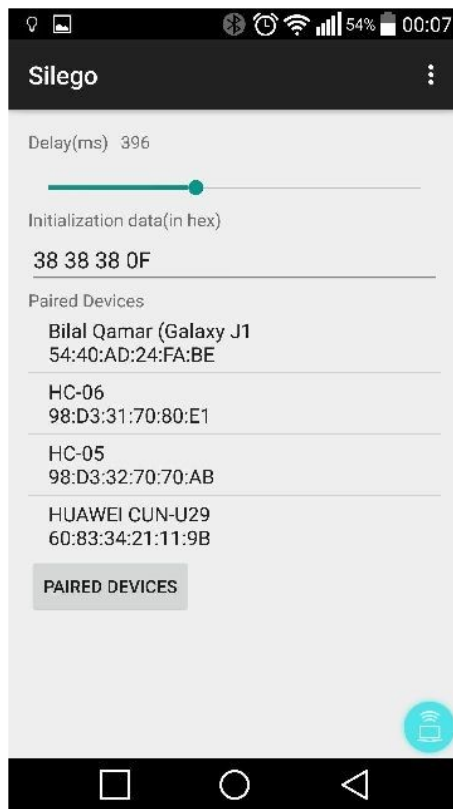 54% 00:07
Silego
Delay(ms) 396
Initialization data(in hex)
38 38 38 0F
Paired Devices
Bilal Qamar (Galaxy J1
54:40:AD:24:FA:BE
HC-06
98:D3:31:70:80:E1
HC-05
98:D3:32:70:70:AB
HUAWEI CUN-U29
60:83:34:21:11:9B
PAIRED DEVICES